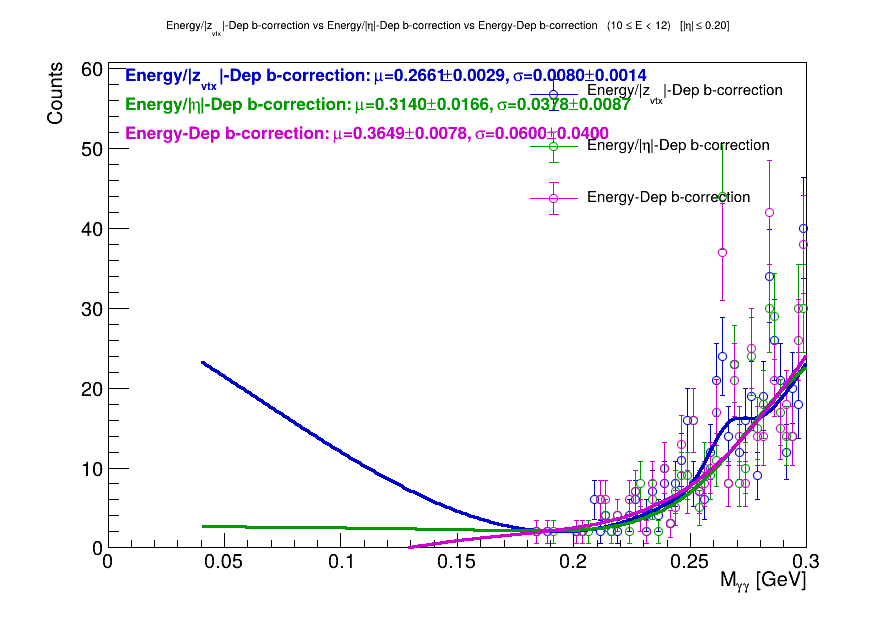 Energy/|z_vtx|-Dep b-correction vs Energy/|η|-Dep b-correction vs Energy-Dep b-correction (10 ≤ E < 12) [|η| ≤ 0.20]
Counts
60
50
40
30
20
10
0
Energy/|z_vtx|-Dep b-correction: μ=0.2661±0.0029, σ=0.0080±0.0014
Energy/|η|-Dep b-correction: μ=0.3140±0.0166, σ=0.0378±0.0087
Energy-Dep b-correction: μ=0.3649±0.0078, σ=0.0600±0.0400
Energy/|z_vtx|-Dep b-correction
Energy/|η|-Dep b-correction
Energy-Dep b-correction
0 0.05 0.1 0.15 0.2 0.25 0.3
M_γγ [GeV]